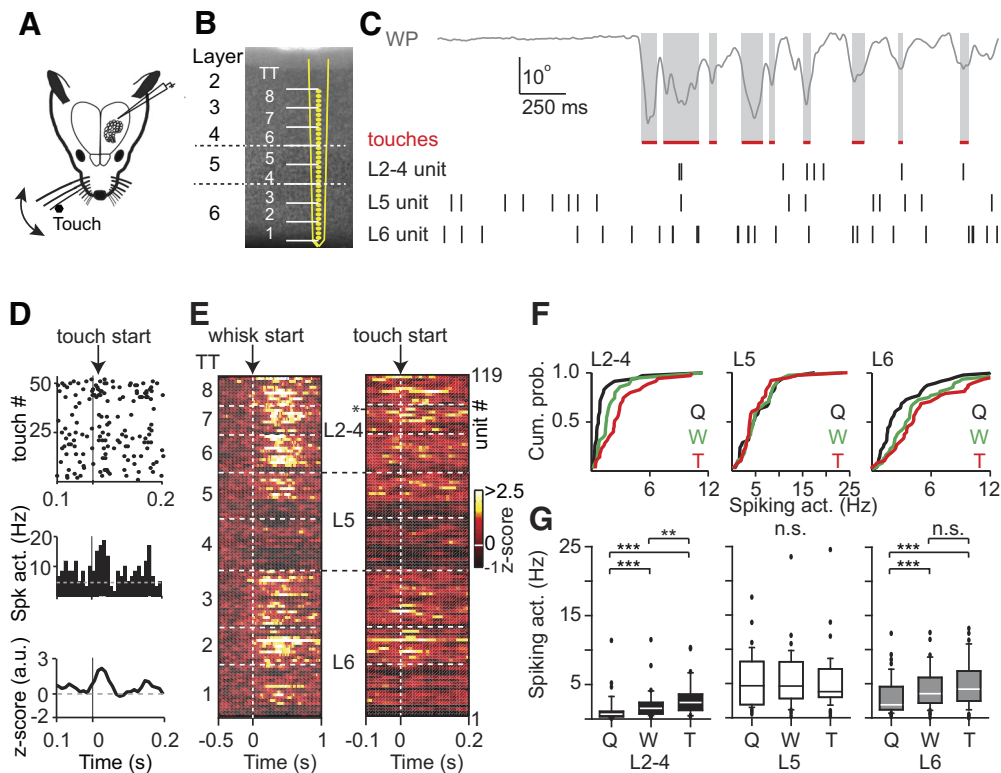 A
Touch
B
Layer
2
3
4
5
6
TT
8
7
6
5
4
3
2
1
C
WP
10°
250 ms
touches
L2-4 unit
L5 unit
L6 unit
D
touch start
touch #
50
25
0.1 0 0.2
Spk act. (Hz)
20
10
z-score (a.u.)
3
0
-2
0.1 0 0.2
Time (s)
E
whisk start
touch start
TT
8
7
6
5
4
3
2
1
L2-4
L5
L6
*
119
unit #
1
>2.5
-1
z-score
-0.5 0 1
Time (s)
-0.1 0 0.2
Time (s)
F
L2-4 L5 L6
Cum. prob.
1.0
0.5
Q
W
T
Q
W
T
Q
W
T
6 12
5 15 25
6 12
Spiking act. (Hz)
G
Spiking act. (Hz)
25
15
5
*** ** ***
n.s.
*** n.s. ***
25
15
5
25
15
5
Q W T
Q W T
Q W T
L2-4 L5 L6